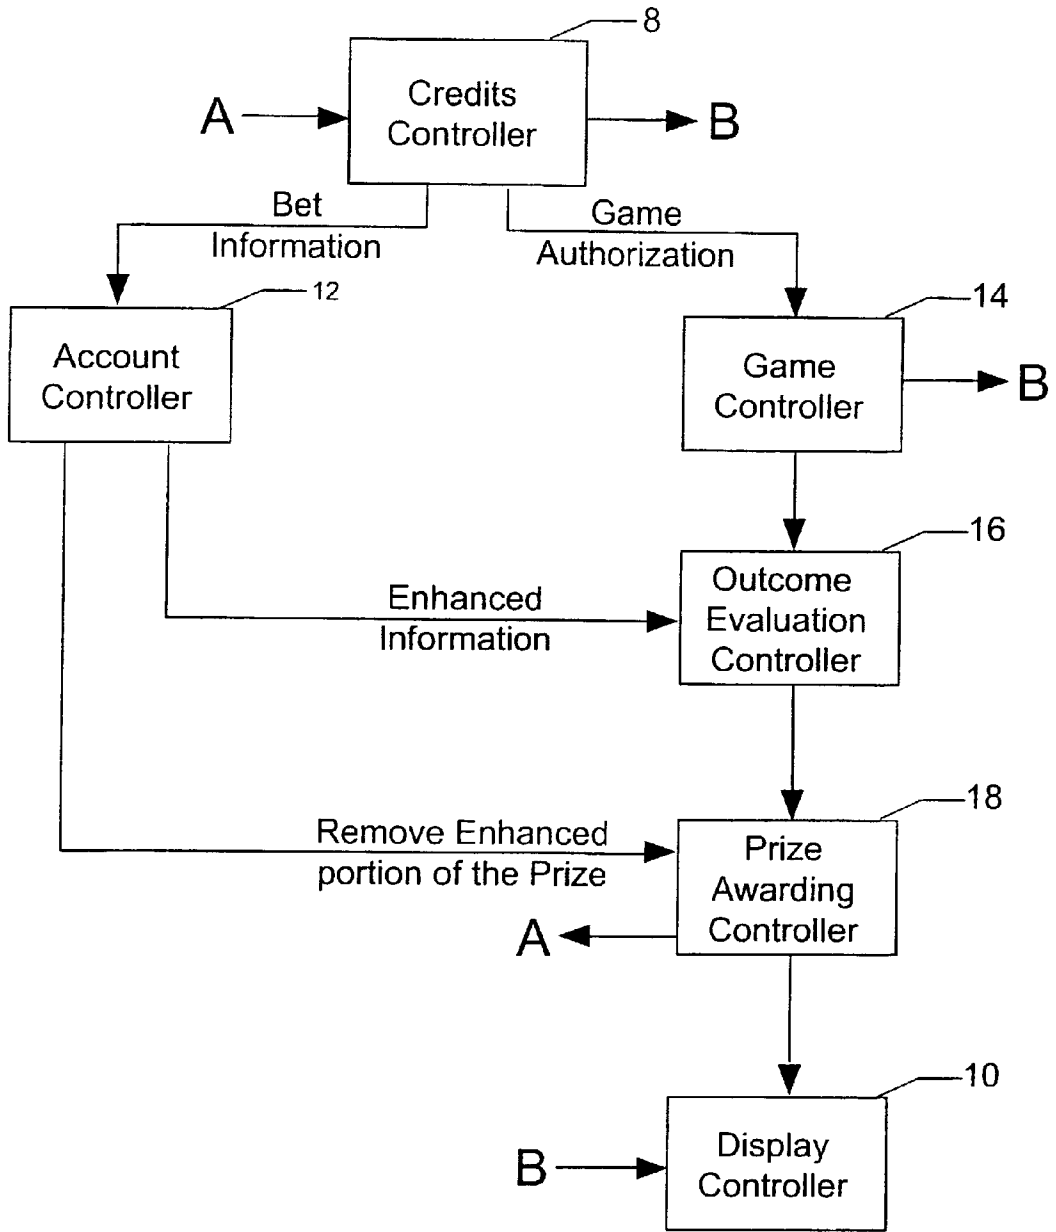 8
Credits
Controller
A
B
Bet
Information
Game
Authorization
12
14
Account
Controller
Game
Controller
B
16
Outcome
Evaluation
Controller
Enhanced
Information
18
Remove Enhanced
portion of the Prize
Prize
Awarding
Controller
A
10
Display
Controller
B